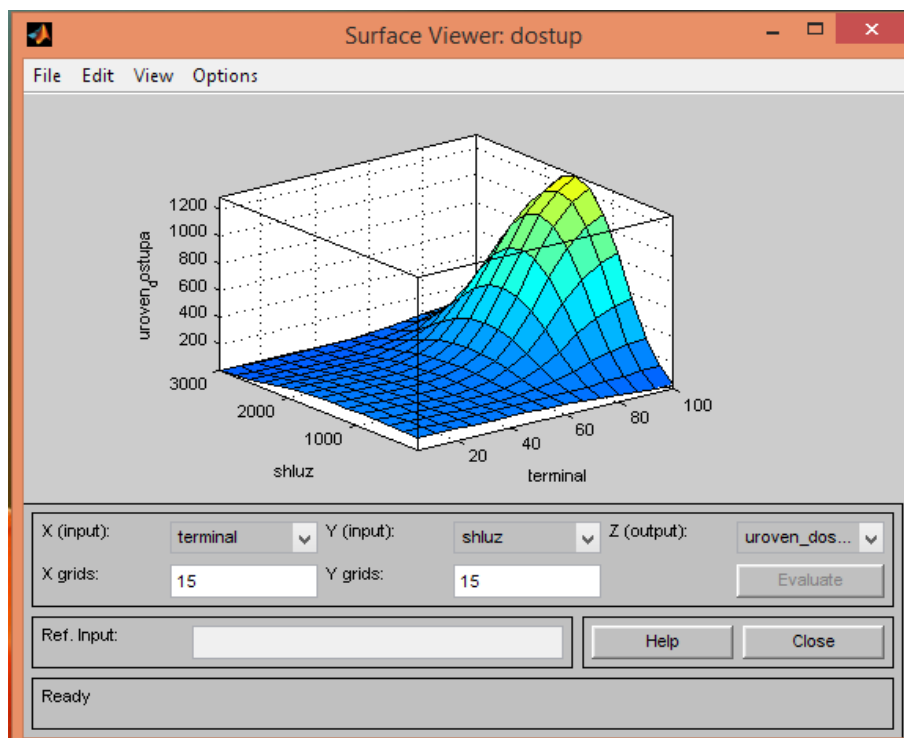 Surface Viewer: dostup
File Edit View Options
1200
1000
800
600
400
200
uroven_dostupa
3000
2000
1000
shluz
20
40
60
80
100
terminal
X (input): terminal Y (input): shluz Z (output): uroven_dos...
X grids: 15 Y grids: 15 Evaluate
Ref. Input: Help Close
Ready